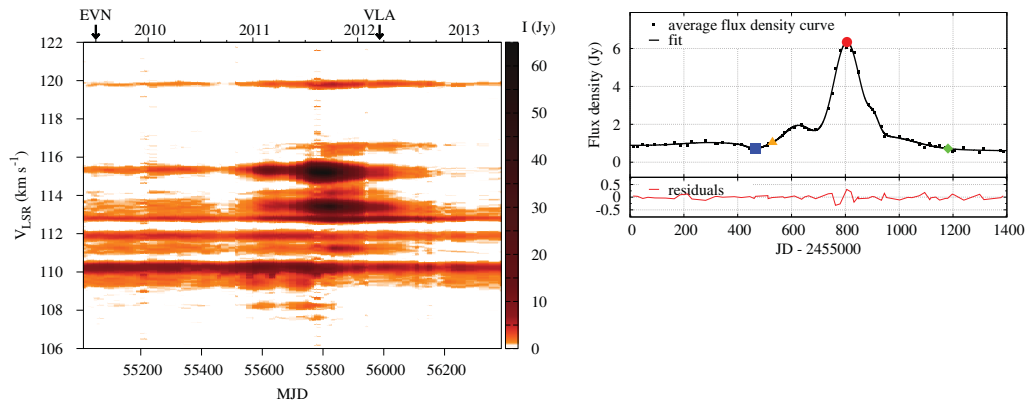 EVN VLA
2010 2011 2012 2013 I (Jy)
122
120
118
116
114
112
110
108
106
V_LSR (km s⁻¹)
55200 55400 55600 55800 56000 56200
MJD
60
50
40
30
20
10
0
average flux density curve
fit
6
4
2
0
Flux density (Jy)
0.5
0
-0.5
residuals
0 200 400 600 800 1000 1200 1400
JD - 2455000